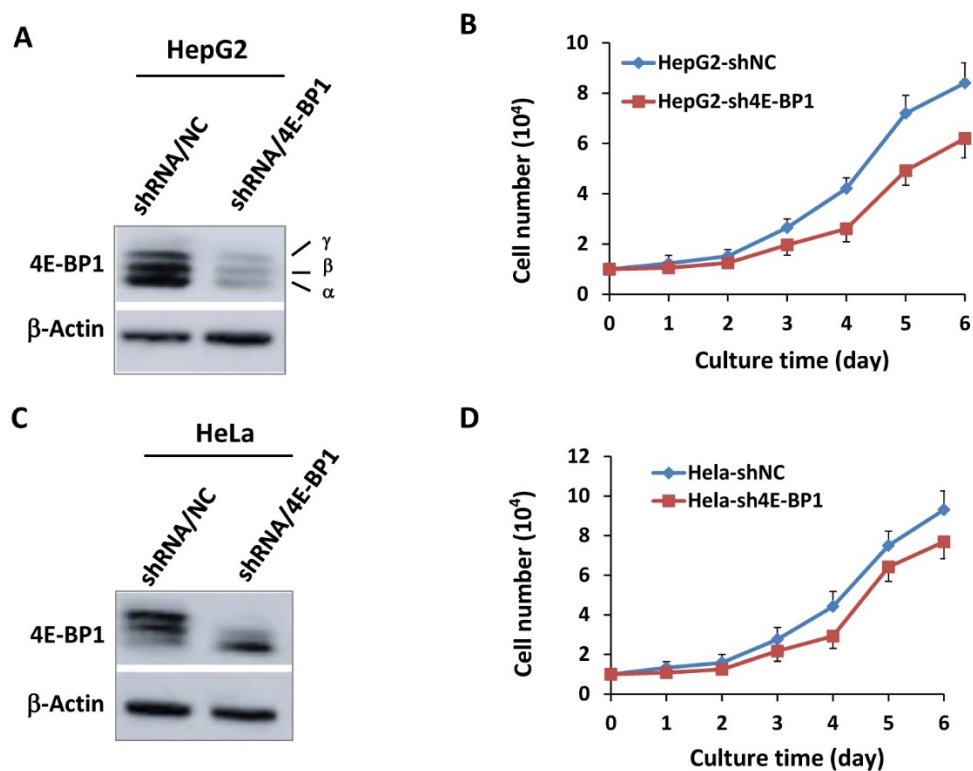 A
HepG2
shRNA/NC
shRNA/4E-BP1
4E-BP1
γ
β
α
β-Actin
B
HepG2-shNC
HepG2-sh4E-BP1
Cell number (10⁴)
10
8
6
4
2
0
0 1 2 3 4 5 6
Culture time (day)
C
HeLa
shRNA/NC
shRNA/4E-BP1
4E-BP1
β-Actin
D
Hela-shNC
Hela-sh4E-BP1
Cell number (10⁴)
12
10
8
6
4
2
0
0 1 2 3 4 5 6
Culture time (day)